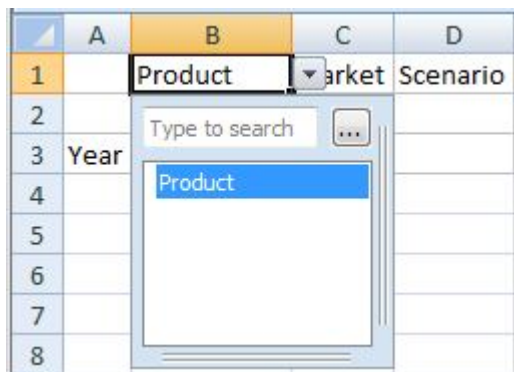 A B C D
1 Product arket Scenario
2 Type to search ...
3 Year
Product
4
5
6
7
8